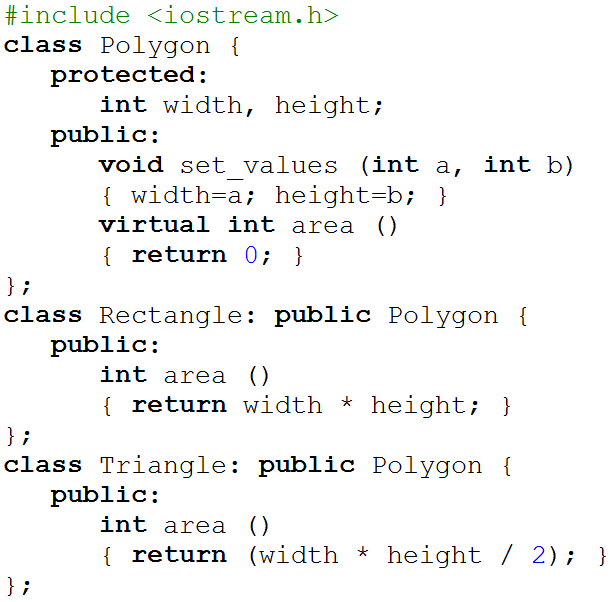 #include <iostream.h>
class Polygon {
   protected:
      int width, height;
   public:
      void set_values (int a, int b)
      { width=a; height=b; }
      virtual int area ()
      { return 0; }
};
class Rectangle: public Polygon {
   public:
      int area ()
      { return width * height; }
};
class Triangle: public Polygon {
   public:
      int area ()
      { return (width * height / 2); }
};